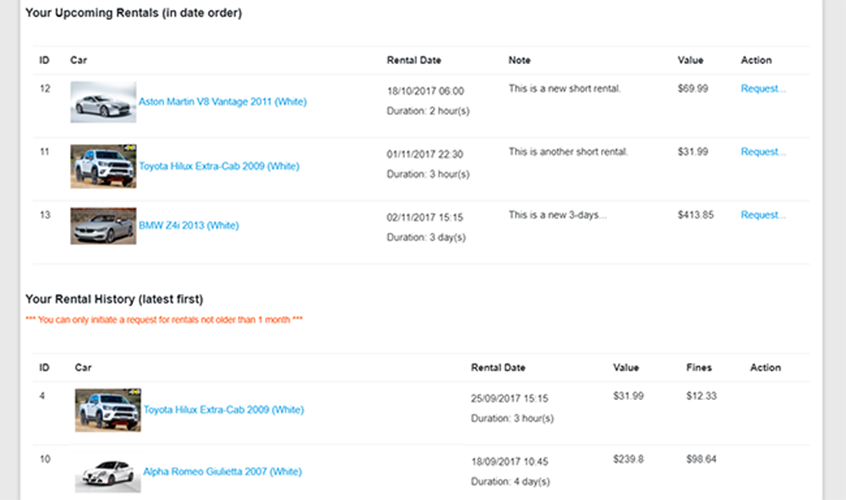 Your Upcoming Rentals (in date order)
ID Car Rental Date Note Value Action
12 Aston Martin V8 Vantage 2011 (White) 18/10/2017 06:00 This is a new short rental. $69.99 Request...
Duration: 2 hour(s)
11 Toyota Hilux Extra-Cab 2009 (White) 01/11/2017 22:30 This is another short rental. $31.99 Request...
Duration: 3 hour(s)
13 BMW Z4i 2013 (White) 02/11/2017 15:15 This is a new 3-days... $413.85 Request...
Duration: 3 day(s)
Your Rental History (latest first)
*** You can only initiate a request for rentals not older than 1 month ***
ID Car Rental Date Value Fines Action
4 Toyota Hilux Extra-Cab 2009 (White) 25/09/2017 15:15 $31.99 $12.33
Duration: 3 hour(s)
10 Alpha Romeo Giulietta 2007 (White) 18/09/2017 10:45 $239.8 $98.64
Duration: 4 day(s)